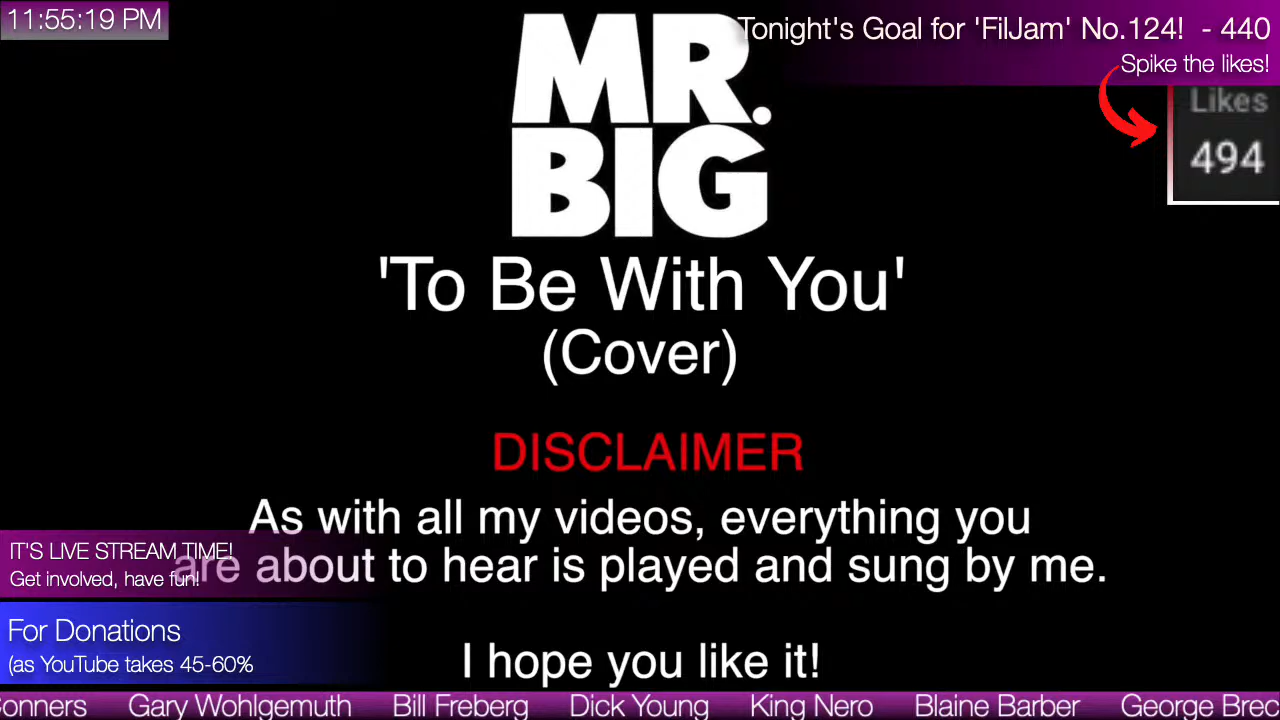 11:55:19 PM
Tonight's Goal for 'FilJam' No.124! - 440
Spike the likes!
Likes
494
MR.
BIG
'To Be With You'
(Cover)
DISCLAIMER
As with all my videos, everything you
are about to hear is played and sung by me.
I hope you like it!
IT'S LIVE STREAM TIME!
Get involved, have fun!
For Donations
(as YouTube takes 45-60%
onners Gary Wohlgemuth Bill Freberg Dick Young King Nero Blaine Barber George Brec